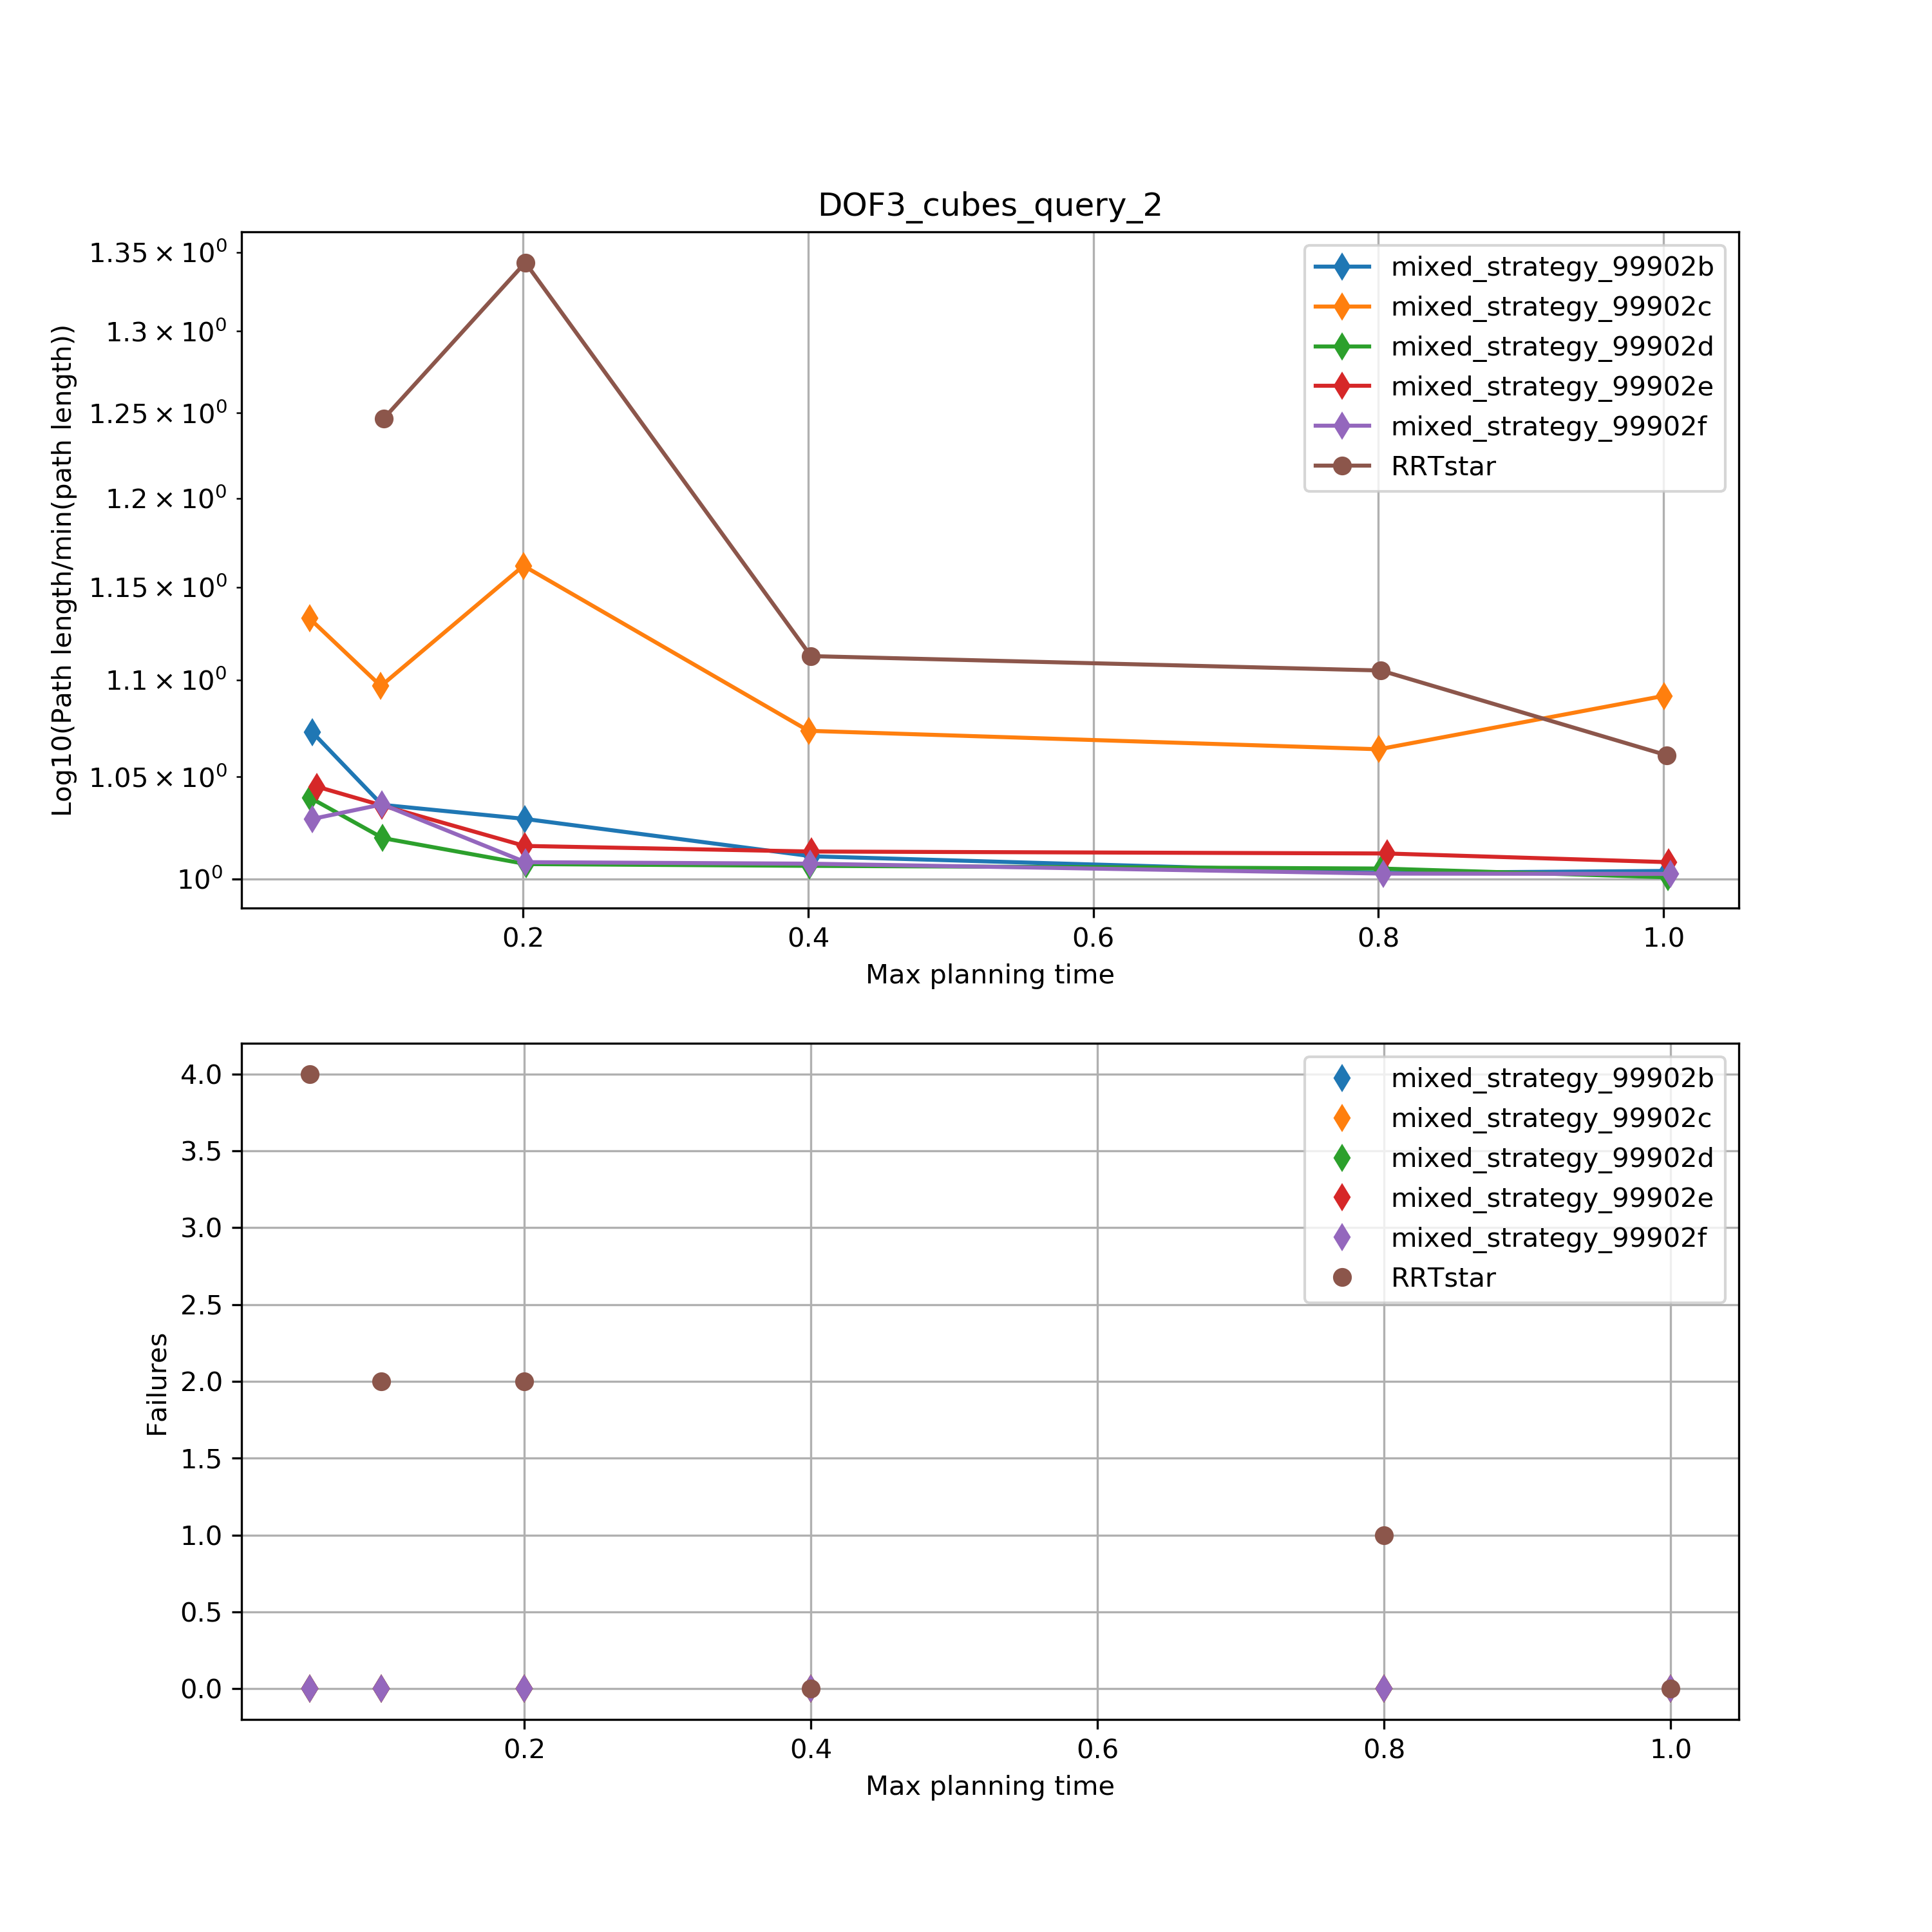 DOF3_cubes_query_2
1.35 × 10⁰
1.3 × 10⁰
1.25 × 10⁰
1.2 × 10⁰
1.15 × 10⁰
1.1 × 10⁰
1.05 × 10⁰
10⁰
Log10(Path length/min(path length))
mixed_strategy_99902b
mixed_strategy_99902c
mixed_strategy_99902d
mixed_strategy_99902e
mixed_strategy_99902f
RRTstar
0.2 0.4 0.6 0.8 1.0
Max planning time
4.0
3.5
3.0
2.5
2.0
1.5
1.0
0.5
0.0
Failures
mixed_strategy_99902b
mixed_strategy_99902c
mixed_strategy_99902d
mixed_strategy_99902e
mixed_strategy_99902f
RRTstar
0.2 0.4 0.6 0.8 1.0
Max planning time